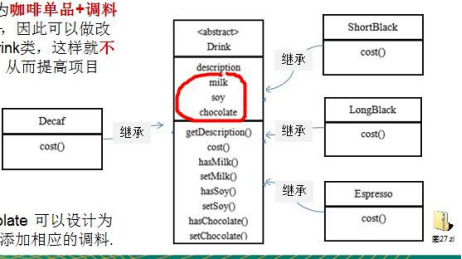 为咖啡单品+调料
，因此可以做改
rink类，这样就不
从而提高项目
<abstract>
Drink
description
milk
soy
chocolate
getDescription()
cost()
hasMilk()
setMilk()
hasSoy()
setSoy()
hasChocolate()
setChocolate()
ShortBlack
cost()
继承
Decaf
cost()
继承
LongBlack
cost()
继承
Espresso
cost()
继承
olate 可以设计为
添加相应的调料.
图27.zi